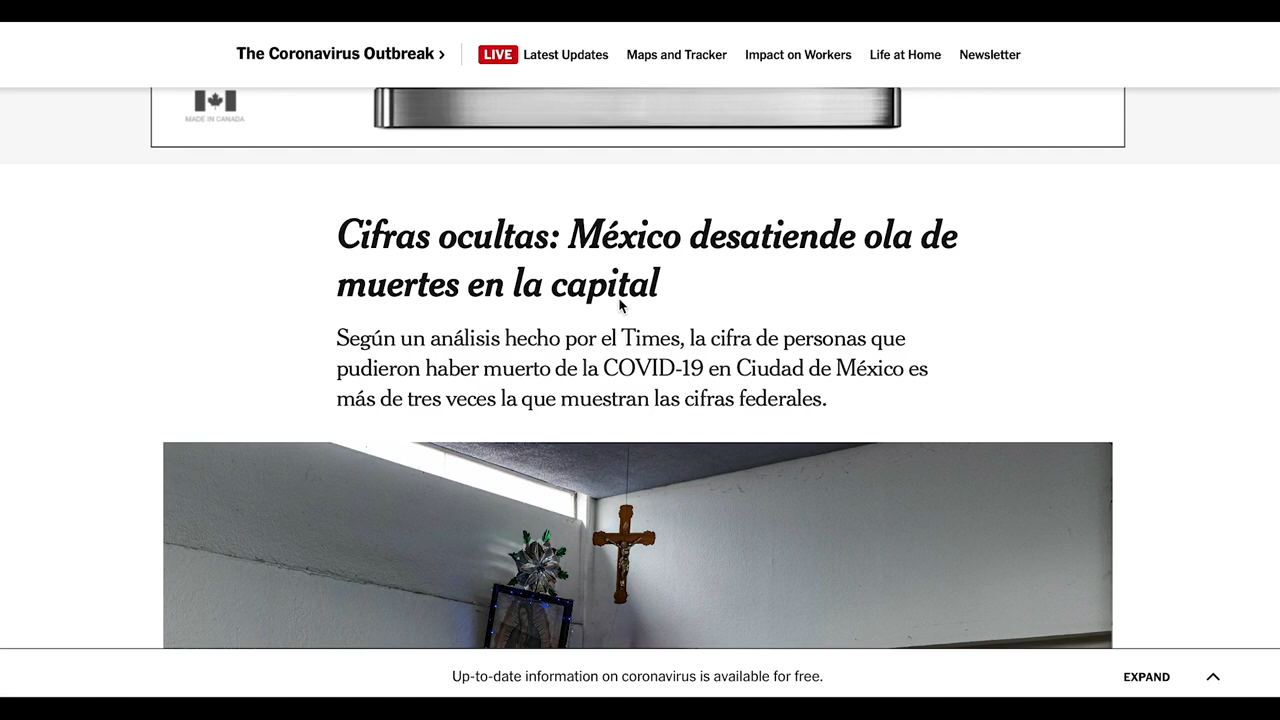 The Coronavirus Outbreak › LIVE Latest Updates Maps and Tracker Impact on Workers Life at Home Newsletter
MADE IN CANADA
Cifras ocultas: México desatiende ola de
muertes en la capital
Según un análisis hecho por el Times, la cifra de personas que
pudieron haber muerto de la COVID-19 en Ciudad de México es
más de tres veces la que muestran las cifras federales.
Up-to-date information on coronavirus is available for free. EXPAND